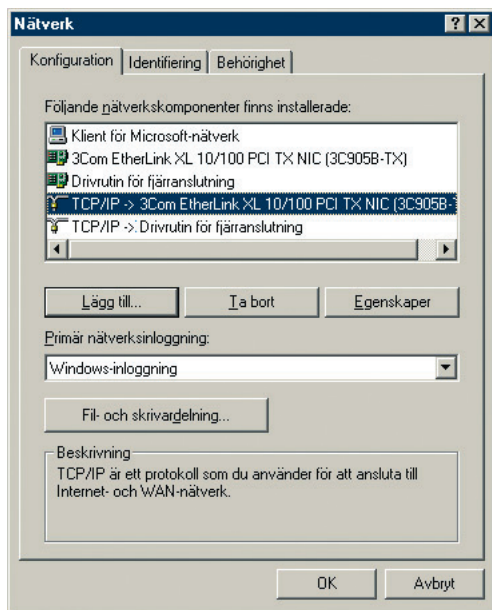 Nätverk
Konfiguration Identifiering Behörighet
Följande nätverkskomponenter finns installerade:
Klient för Microsoft-nätverk
3Com EtherLink XL 10/100 PCI TX NIC (3C905B-TX)
Drivrutin för fjärranslutning
TCP/IP -> 3Com EtherLink XL 10/100 PCI TX NIC (3C905B-T
TCP/IP -> Drivrutin för fjärranslutning
Lägg till... Ta bort Egenskaper
Primär nätverksinloggning:
Windows-inloggning
Fil- och skrivardelning...
Beskrivning
TCP/IP är ett protokoll som du använder för att ansluta till
Internet- och WAN-nätverk.
OK Avbryt